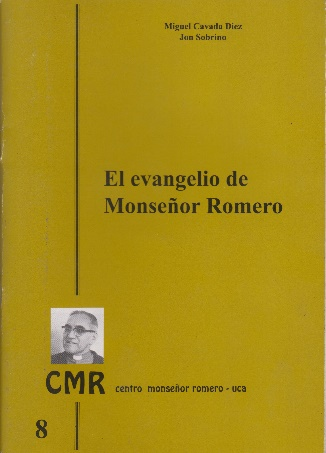 Miguel Cavada Diez
Jon Sobrino
El evangelio de
Monseñor Romero
CMR centro monseñor romero - uca
8